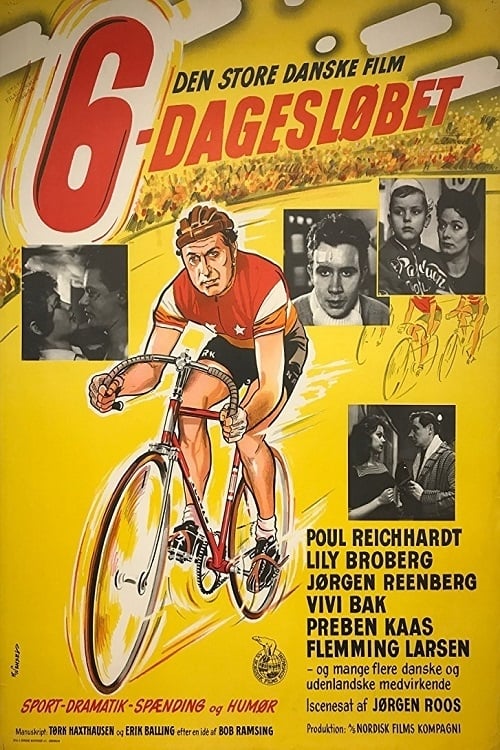 DEN STORE DANSKE FILM
6-DAGESLØBET
POUL REICHHARDT
LILY BROBERG
JØRGEN REENBERG
VIVI BAK
PREBEN KAAS
FLEMMING LARSEN
- og mange flere danske og
udenlandske medvirkende
Iscenesat af JØRGEN ROOS
SPORT-DRAMATIK-SPÆNDING og HUMØR
Manuskript: TØRK HAXTHAUSEN og ERIK BALLING efter en idé af BOB RAMSING
Produktion: A/S NORDISK FILMS KOMPAGNI